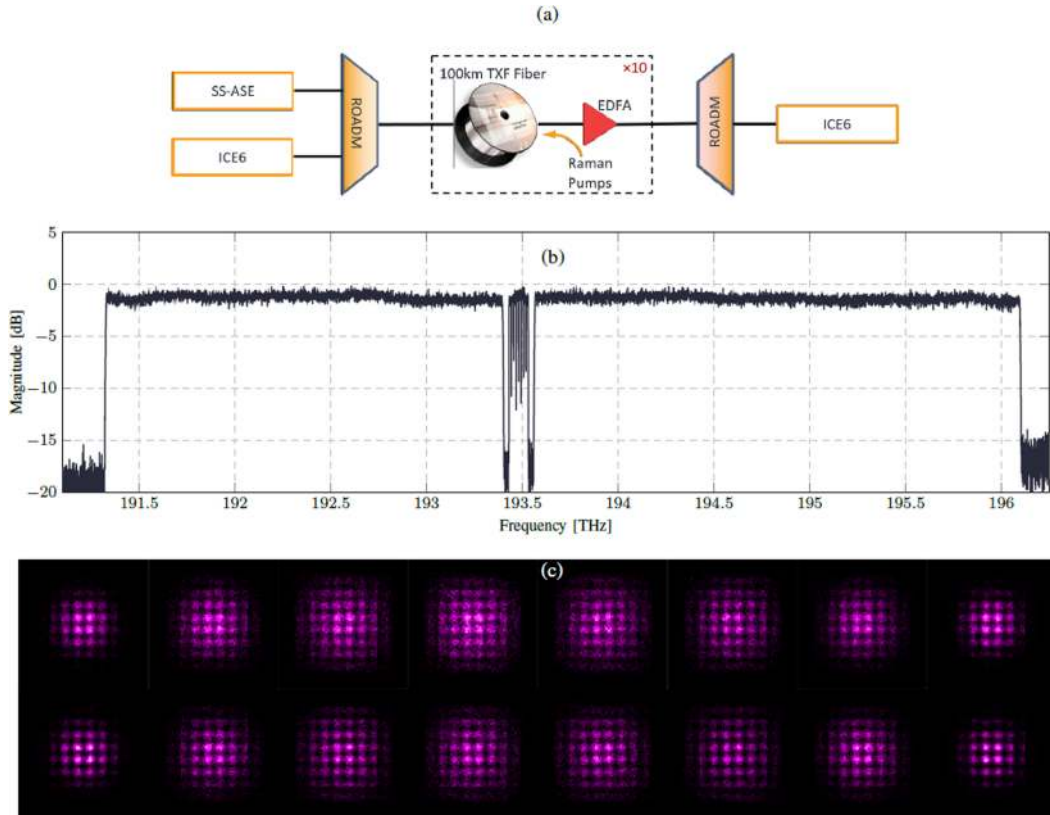 (a)
SS-ASE
ICE6
ROADM
100km TXF Fiber
×10
EDFA
Raman
Pumps
ROADM
ICE6
(b)
Magnitude [dB]
5
0
−5
−10
−15
−20
191.5 192 192.5 193 193.5 194 194.5 195 195.5 196
Frequency [THz]
(c)